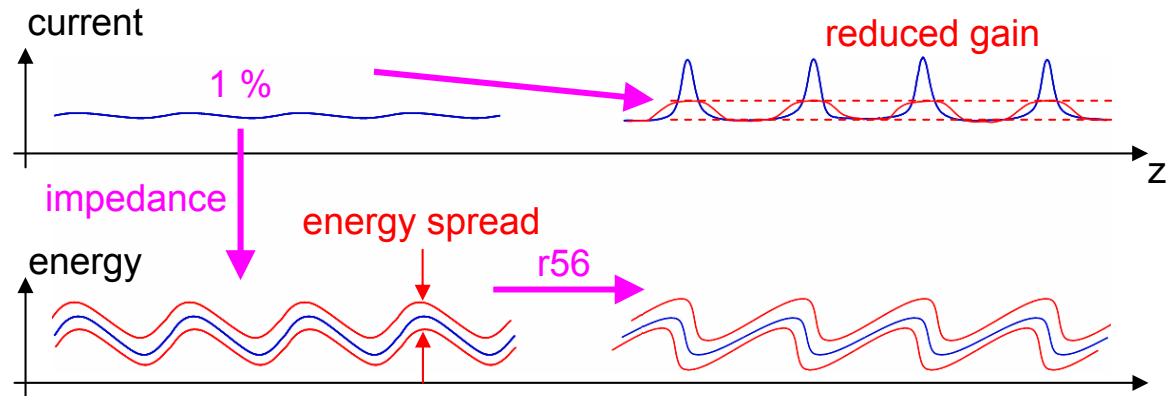 current
reduced gain
1 %
z
impedance
energy spread
energy
r56